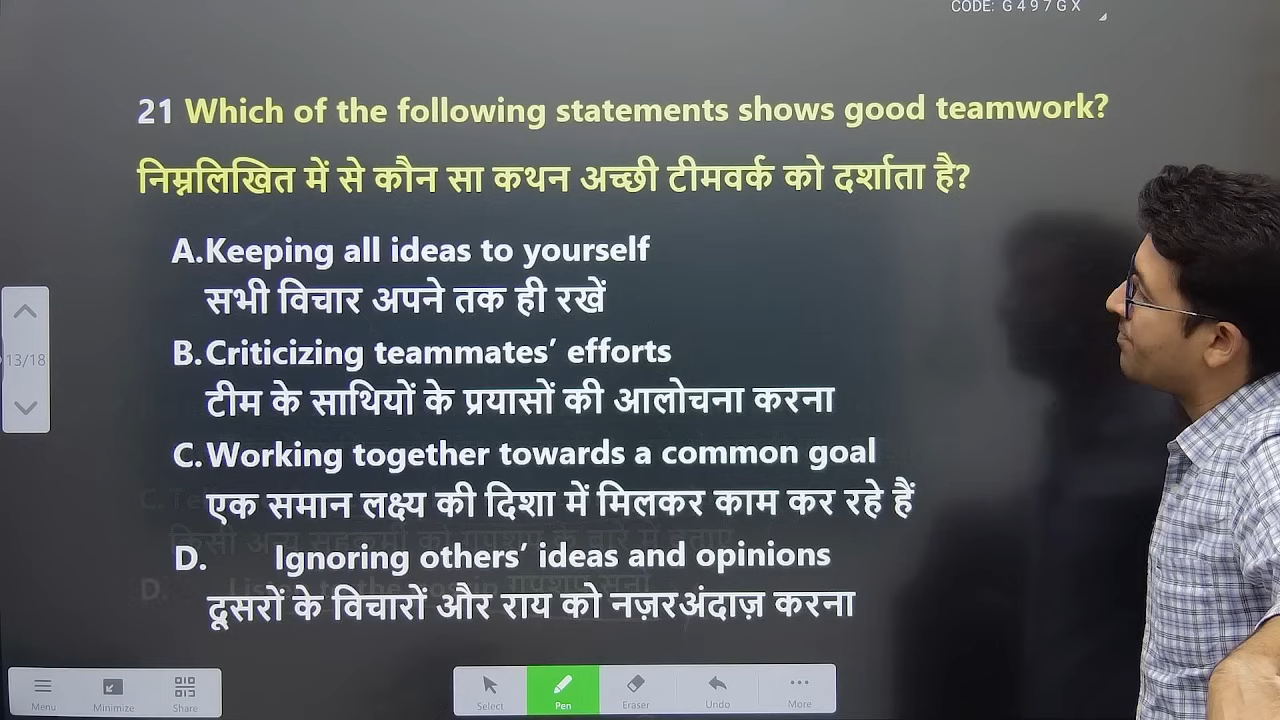 CODE: G497GX
21 Which of the following statements shows good teamwork?
निम्नलिखित में से कौन सा कथन अच्छी टीमवर्क को दर्शाता है?
A.Keeping all ideas to yourself
सभी विचार अपने तक ही रखें
B.Criticizing teammates’ efforts
टीम के साथियों के प्रयासों की आलोचना करना
C.Working together towards a common goal
एक समान लक्ष्य की दिशा में मिलकर काम कर रहे हैं
D. Ignoring others’ ideas and opinions
दूसरों के विचारों और राय को नज़रअंदाज़ करना
13/18
Menu Minimize Share Select Pen Eraser Undo More